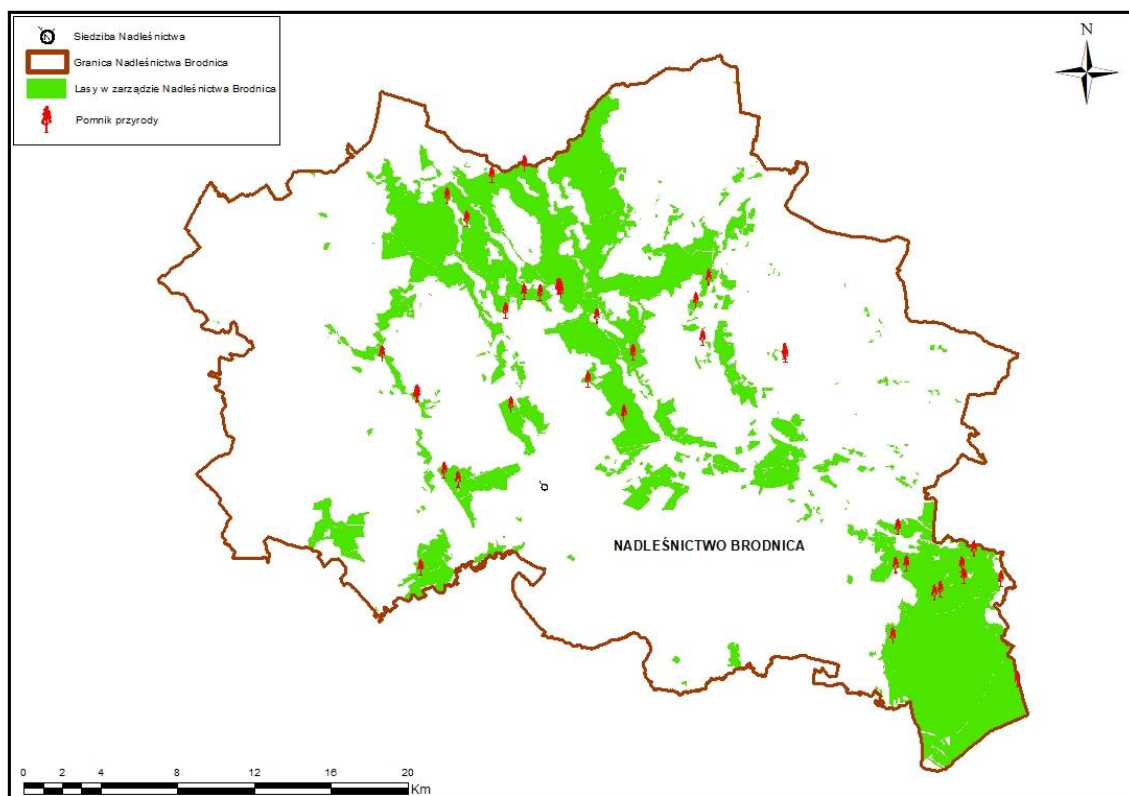 Siedziba Nadleśnictwa
Granica Nadleśnictwa Brodnica
Lasy w zarządzie Nadleśnictwa Brodnica
Pomnik przyrody
N
NADLEŚNICTWO BRODNICA
0 2 4 8 12 16 20
Km